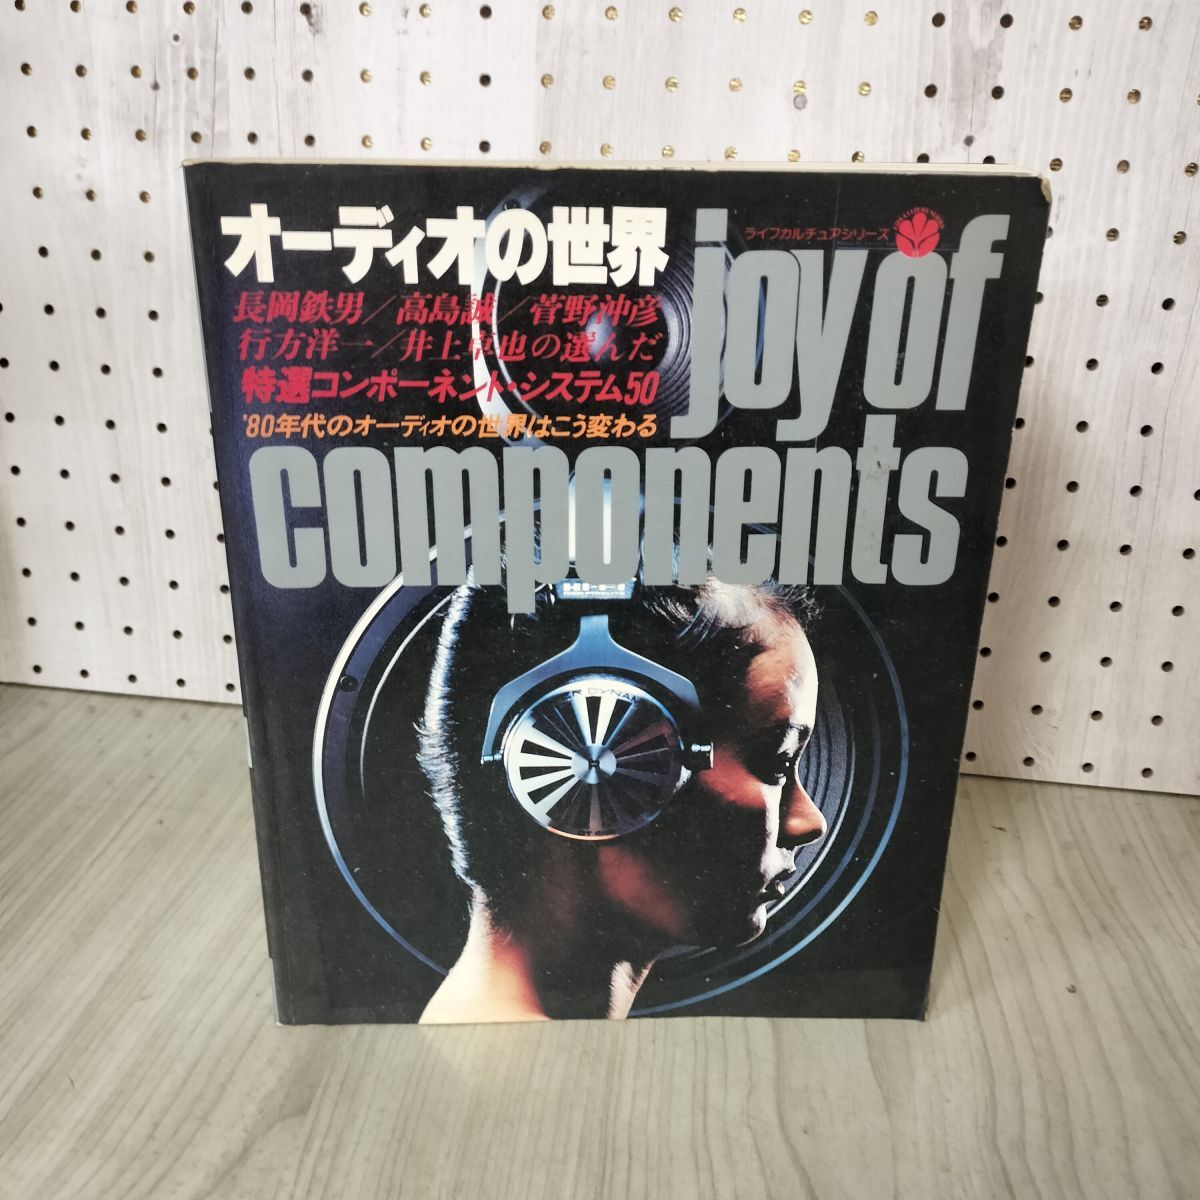 オーディオの世界
ライフカルチュアシリーズ
joy of
長岡鉄男/高島誠/菅野沖彦
行方洋一/井上卓也の選んだ
特選コンポーネント・システム50
'80年代のオーディオの世界はこう変わる
components
DYNAM